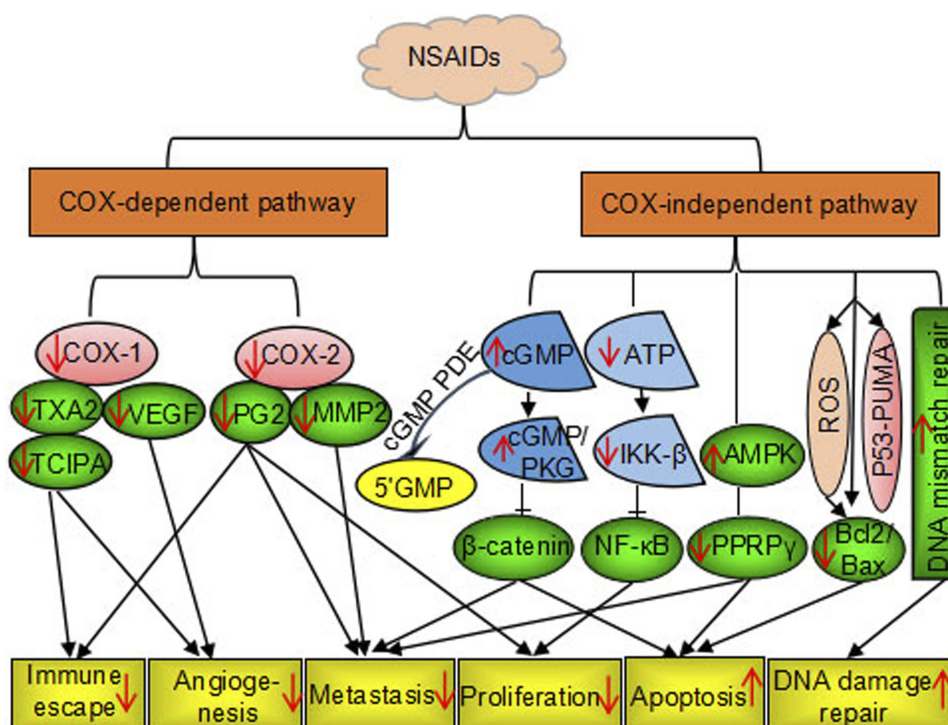 NSAIDs
COX-dependent pathway
COX-independent pathway
COX-1
TXA2
VEGF
TCIPA
COX-2
PG2
MMP2
cGMP PDE
5'GMP
cGMP
cGMP/
PKG
β-catenin
ATP
IKK-β
NF-κB
AMPK
PPRPγ
ROS
P53-PUMA
Bcl2/
Bax
DNA mismatch repair
Immune
escape
Angioge-
nesis
Metastasis
Proliferation
Apoptosis
DNA damage
repair